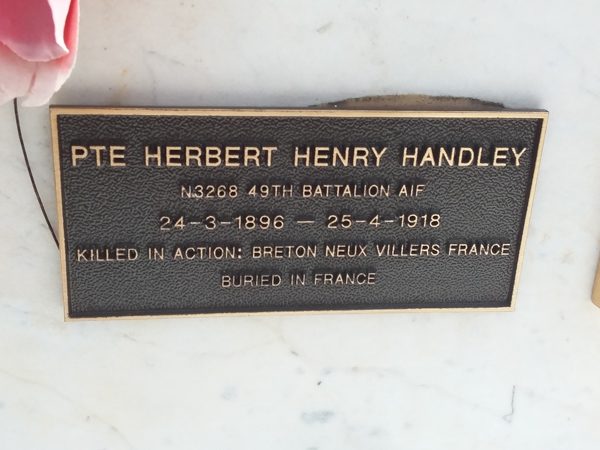 PTE HERBERT HENRY HANDLEY
N3268 49TH BATTALION AIF
24-3-1896 — 25-4-1918
KILLED IN ACTION: BRETON NEUX VILLERS FRANCE
BURIED IN FRANCE